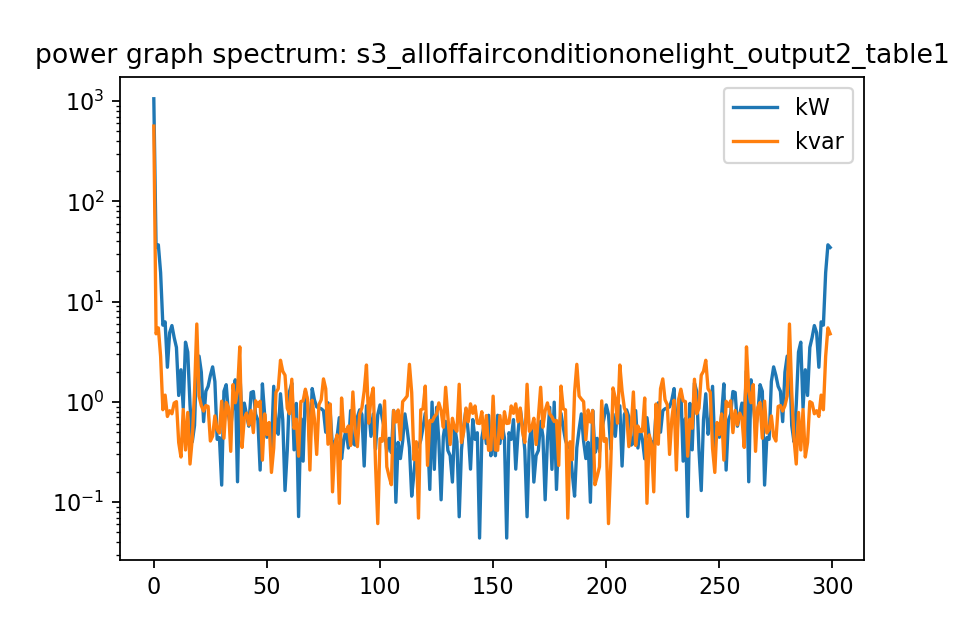 power graph spectrum: s3_alloffairconditiononelight_output2_table1
10³
10²
10¹
10⁰
10⁻¹
kW
kvar
0 50 100 150 200 250 300